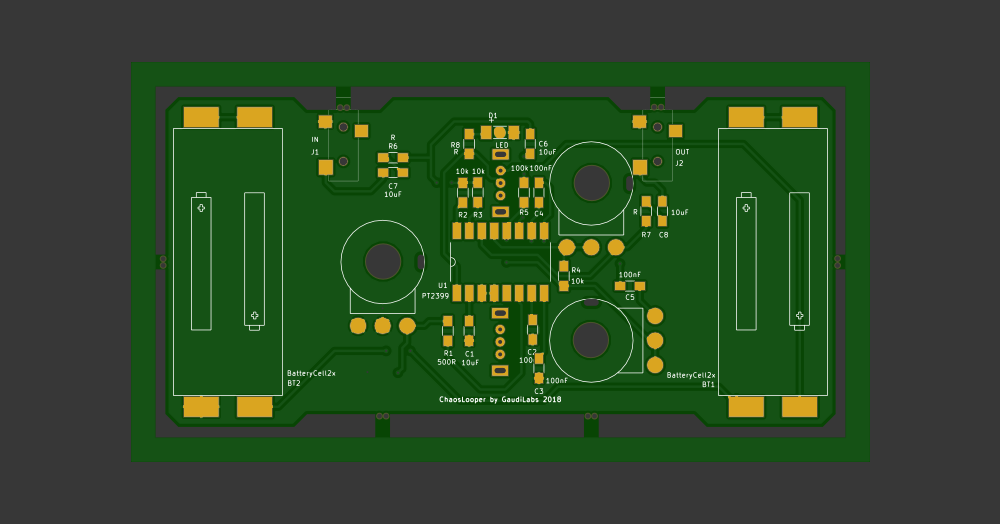 D1
+
IN
J1
R
R6
C7
10uF
R8
R
LED
C6
10uF
OUT
J2
10k 10k
100k 100nF
R2 R3
R5 C4
R
10uF
R7 C8
R4
10k
100nF
C5
U1
PT2399
R1
500R
C1
10uF
C2
100
C3
100nF
BatteryCell2x
BT2
BatteryCell2x
BT1
ChaosLooper by GaudiLabs 2018